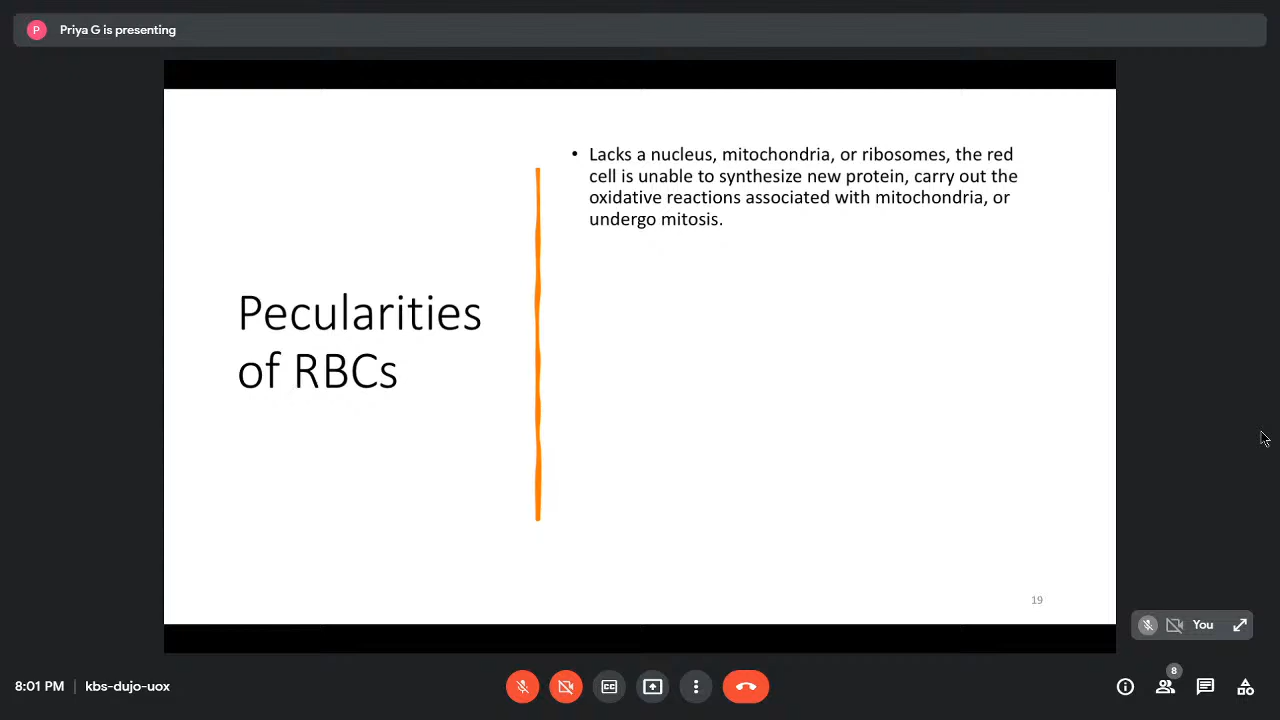 P
Priya G is presenting
Pecularities
of RBCs
• Lacks a nucleus, mitochondria, or ribosomes, the red
cell is unable to synthesize new protein, carry out the
oxidative reactions associated with mitochondria, or
undergo mitosis.
19
You
8:01 PM | kbs-dujo-uox
CC
8